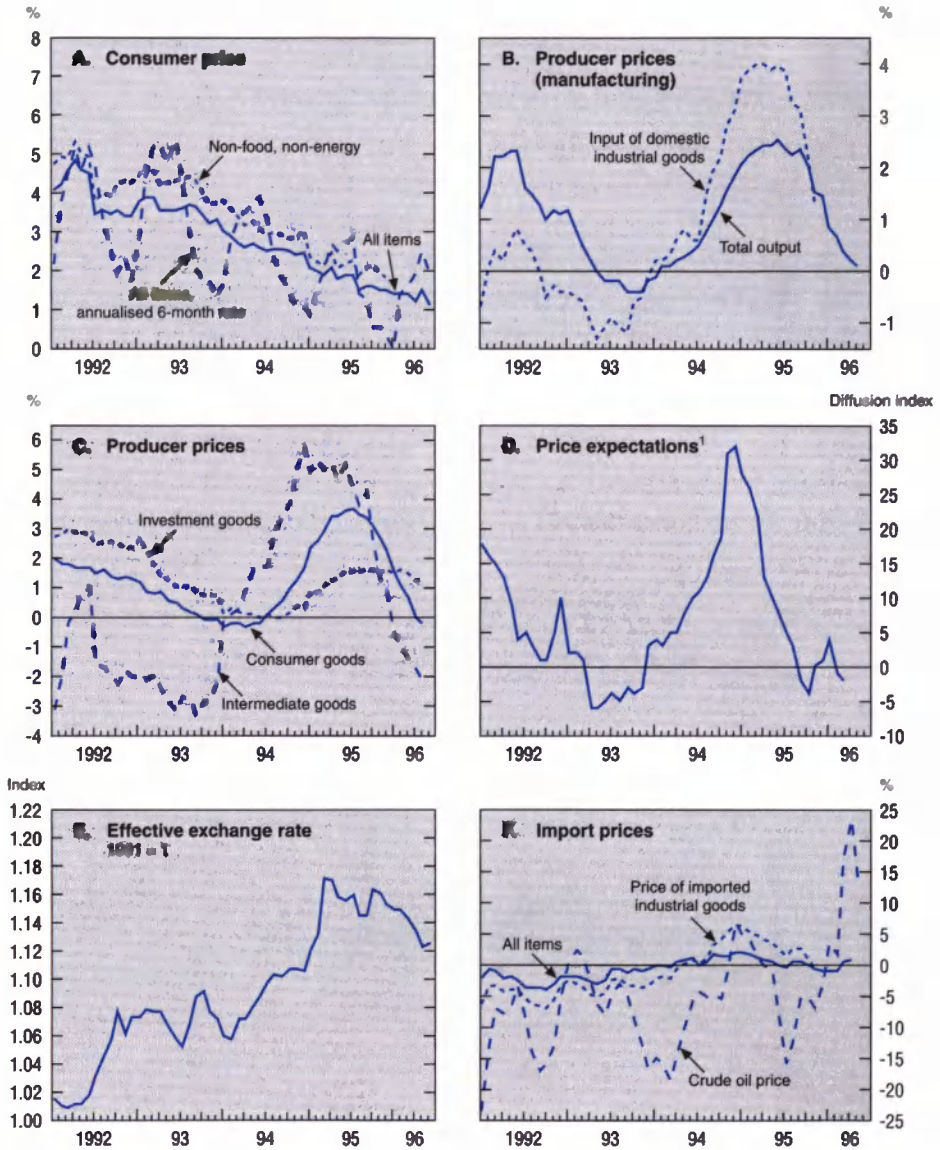 %
8
7
6
5
4
3
2
1
0
A. Consumer
Non-food, non-energy
All items
annualised 6-month
1992 93 94 95 96
%
4
3
2
1
0
-1
B. Producer prices
(manufacturing)
Input of domestic
industrial goods
Total output
1992 93 94 95 96
%
6
5
4
3
2
1
0
-1
-2
-3
-4
C. Producer prices
Investment goods
Consumer goods
Intermediate goods
1992 93 94 95 96
Diffusion index
35
30
25
20
15
10
5
0
-5
-10
D. Price expectations¹
1992 93 94 95 96
Index
1.22
1.20
1.18
1.16
1.14
1.12
1.10
1.08
1.06
1.04
1.02
1.00
E. Effective exchange rate
1992 93 94 95 96
%
25
20
15
10
5
0
-5
-10
-15
-20
-25
Import prices
Price of imported
industrial goods
All items
Crude oil price
1992 93 94 95 96